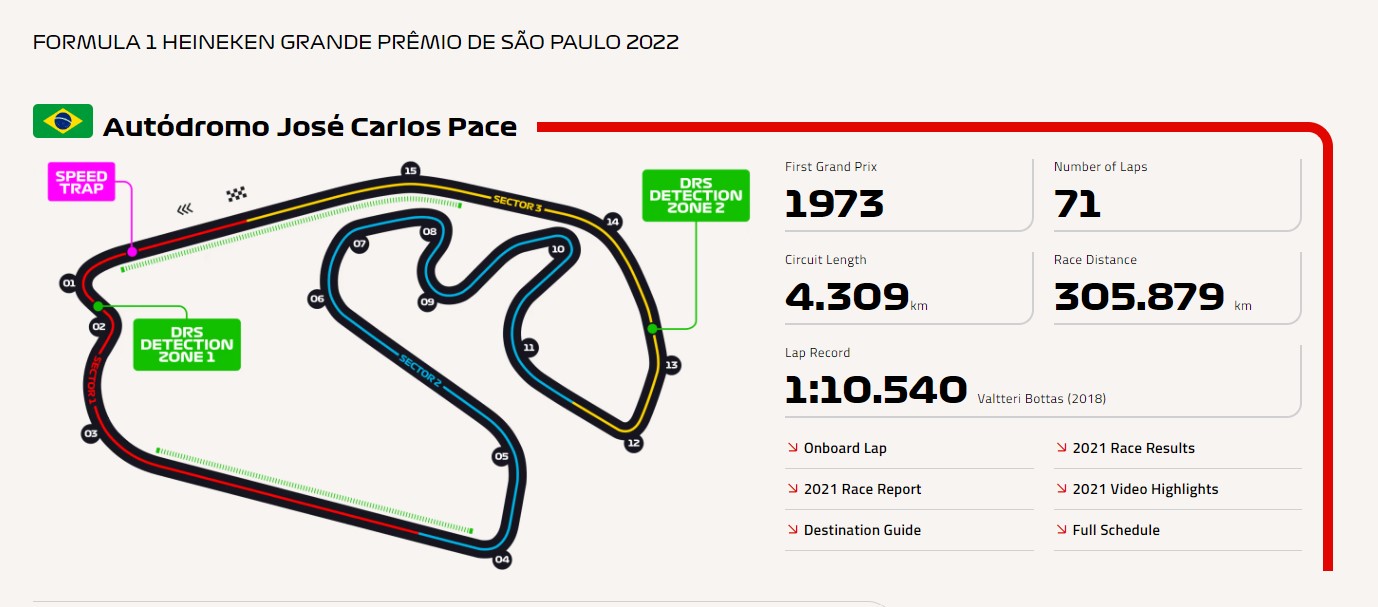 FORMULA 1 HEINEKEN GRANDE PRÊMIO DE SÃO PAULO 2022
Autódromo José Carlos Pace
SPEED
TRAP
15
SECTOR 3
14
DRS
DETECTION
ZONE 2
07
08
10
01
06
09
02
DRS
DETECTION
ZONE 1
11
13
SECTOR 1
SECTOR 2
03
12
05
04
First Grand Prix
1973
Number of Laps
71
Circuit Length
4.309 km
Race Distance
305.879 km
Lap Record
1:10.540 Valtteri Bottas (2018)
Onboard Lap
2021 Race Results
2021 Race Report
2021 Video Highlights
Destination Guide
Full Schedule